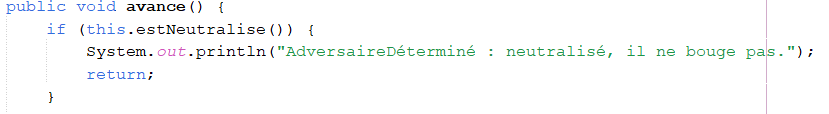 public void avance() {
    if (this.estNeutralise()) {
        System.out.println("AdversaireDéterminé : neutralisé, il ne bouge pas.");
        return;
    }